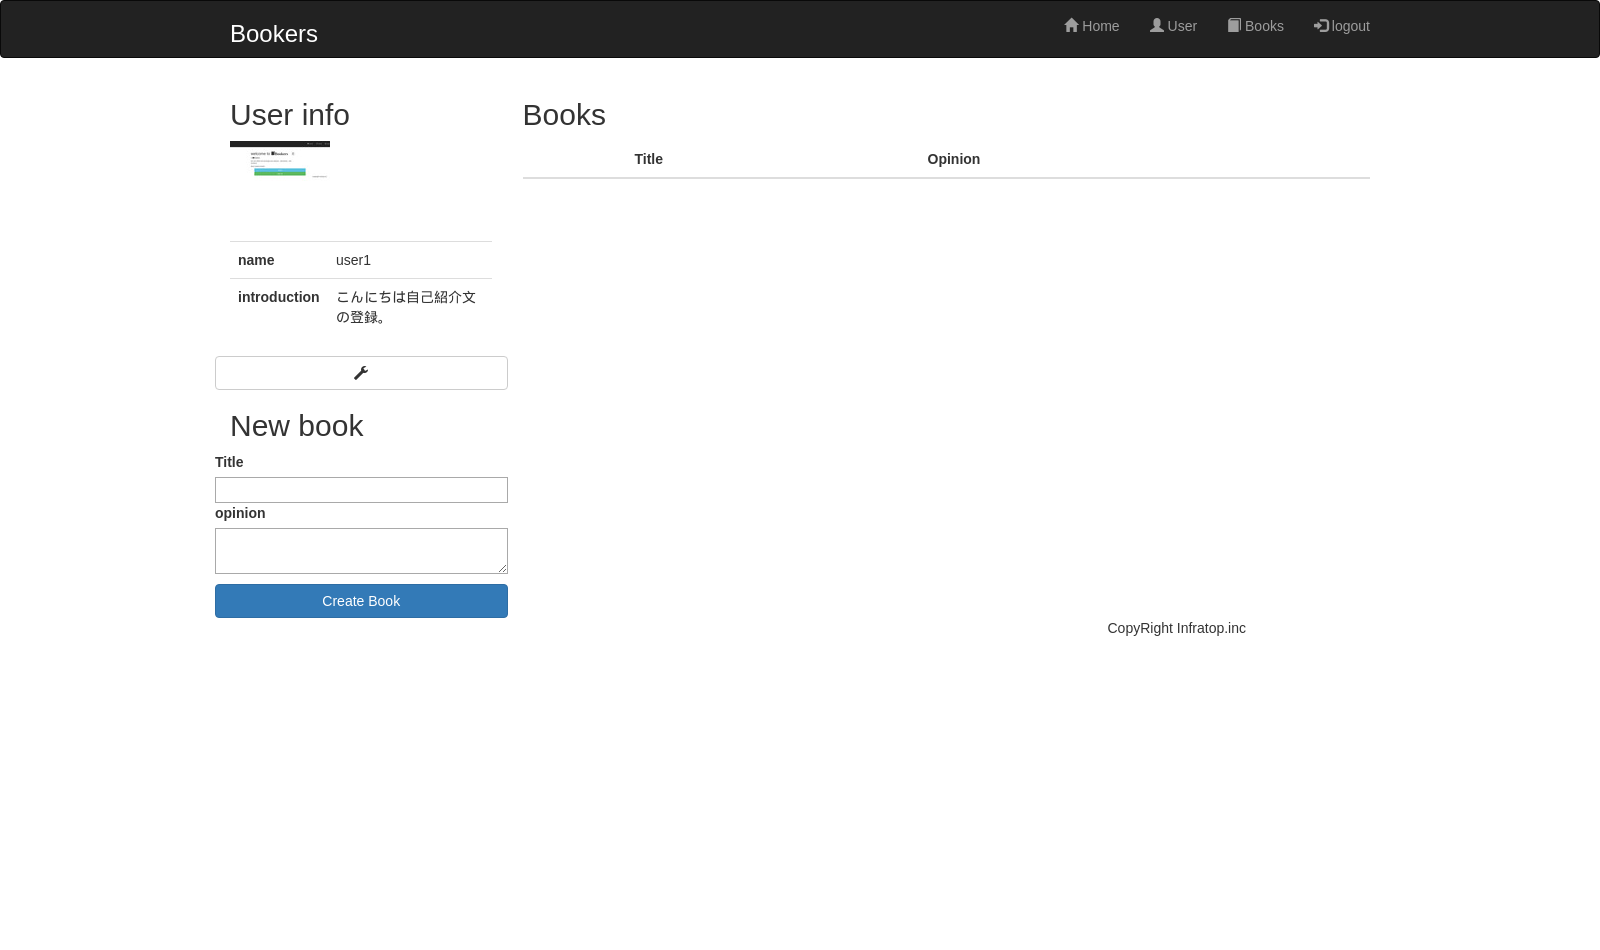 Bookers
Home
User
Books
logout
User info
name
user1
introduction
こんにちは自己紹介文
の登録。
New book
Title
opinion
Create Book
Books
Title
Opinion
CopyRight Infratop.inc